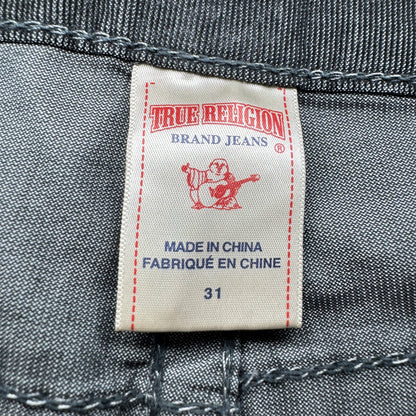 TRUE RELIGION
BRAND JEANS ®
MADE IN CHINA
FABRIQUÉ EN CHINE
31